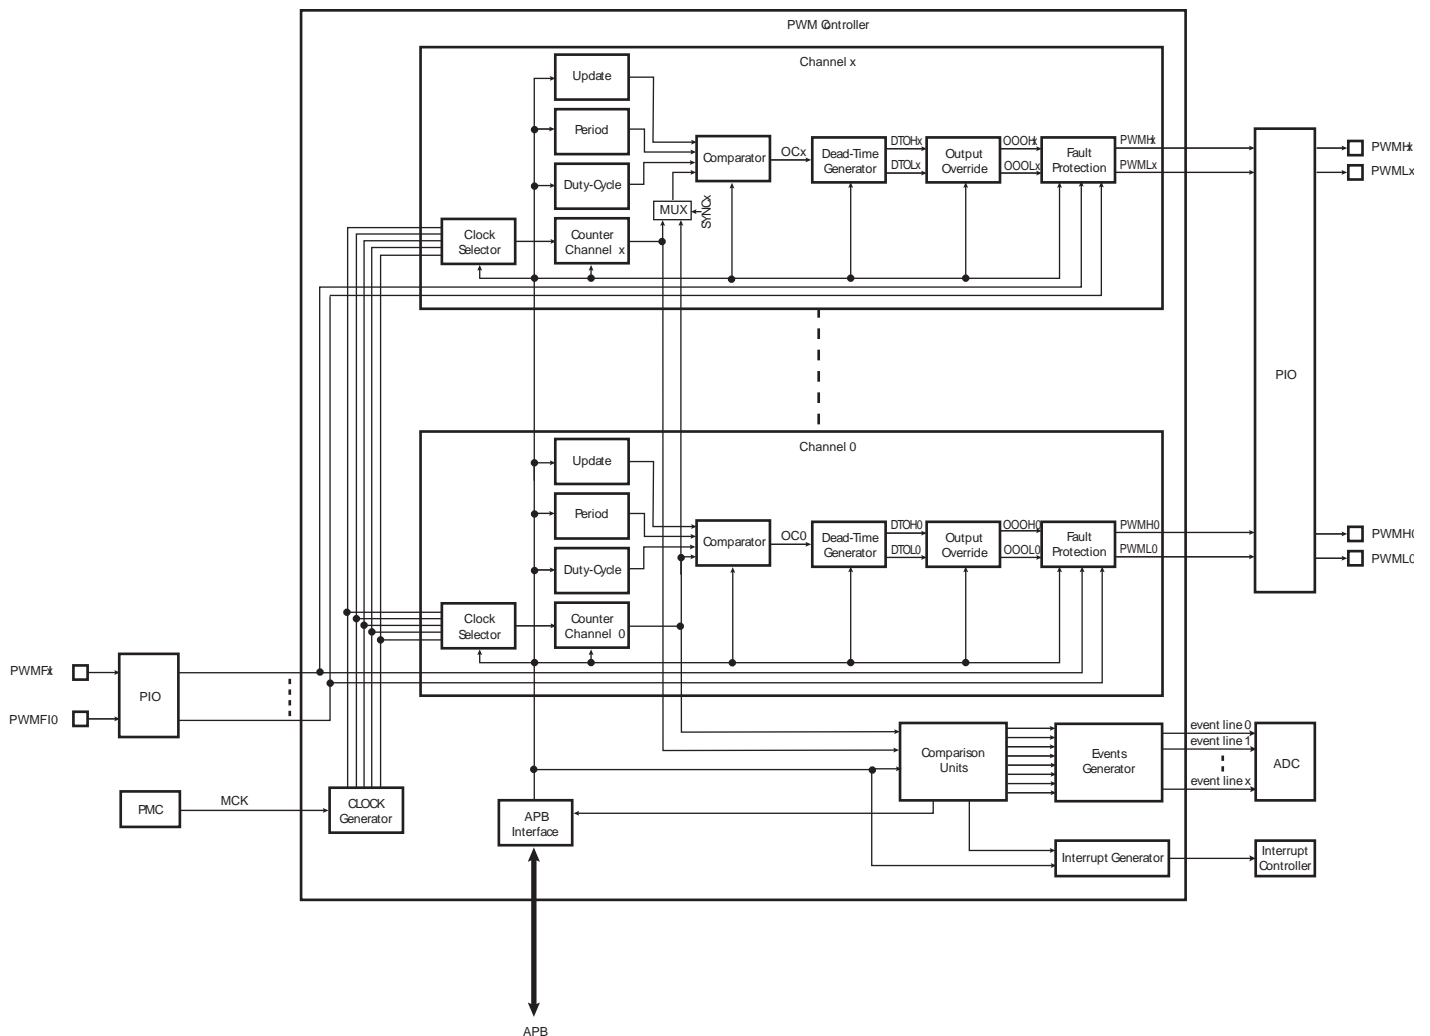 PWM Controller
Channel x
Update
Period
Comparator
OCx
Dead-Time
Generator
DTOHx
DTOLx
Output
Override
OOOHx
OOOLx
Fault
Protection
PWMHx
PWMLx
PWMHx
PWMLx
Duty-Cycle
MUX
SYNCx
Clock
Selector
Counter
Channel x
PIO
Channel 0
Update
Period
Comparator
OC0
Dead-Time
Generator
DTOH0
DTOL0
Output
Override
OOOH0
OOOL0
Fault
Protection
PWMH0
PWML0
PWMH0
PWML0
Duty-Cycle
Clock
Selector
Counter
Channel 0
PWMFIx
PIO
PWMFI0
Comparison
Units
Events
Generator
event line 0
event line 1
event line x
ADC
PMC
MCK
CLOCK
Generator
APB
Interface
Interrupt Generator
Interrupt
Controller
APB